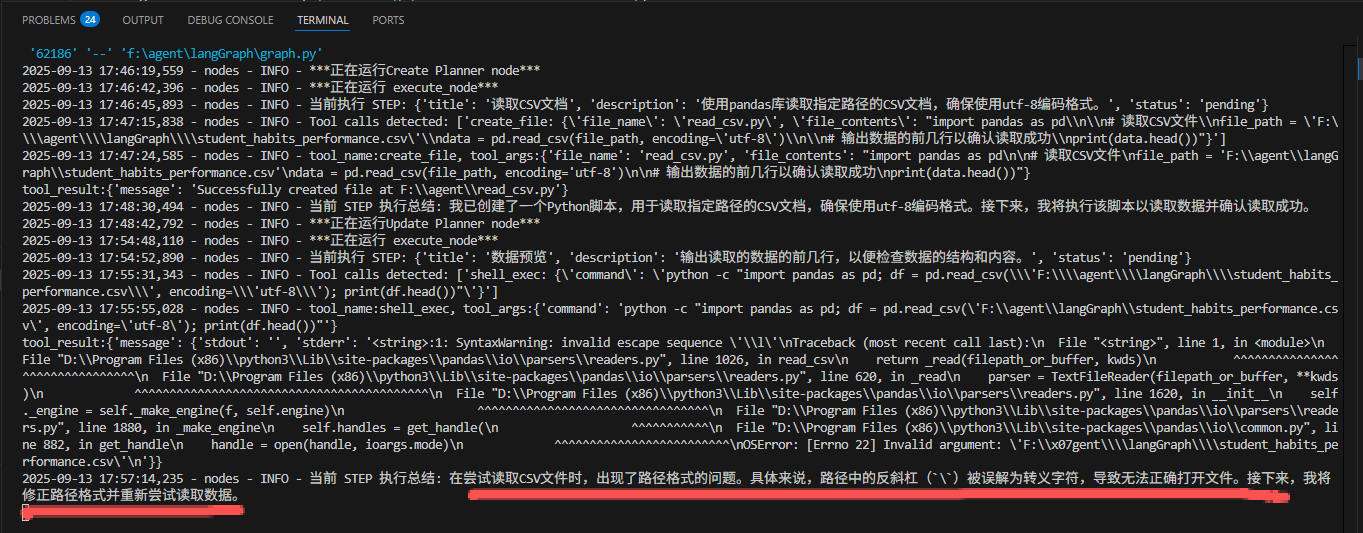 PROBLEMS 24 OUTPUT DEBUG CONSOLE TERMINAL PORTS
'62186' '--' 'f:\agent\langGraph\graph.py'
2025-09-13 17:46:19,559 - nodes - INFO - ***正在运行Create Planner node***
2025-09-13 17:46:42,396 - nodes - INFO - ***正在运行 execute_node***
2025-09-13 17:46:45,893 - nodes - INFO - 当前执行 STEP: {'title': '读取CSV文档', 'description': '使用pandas库读取指定路径的CSV文档，确保使用utf-8编码格式。', 'status': 'pending'}
2025-09-13 17:47:15,838 - nodes - INFO - Tool calls detected: ['create_file: {\'file_name\': \'read_csv.py\', \'file_contents\': "import pandas as pd\\n\\n# 读取CSV文件\\nfile_path = \'F:\
\\\agent\\\\langGraph\\\\student_habits_performance.csv\'\\ndata = pd.read_csv(file_path, encoding=\'utf-8\')\\n\\n# 输出数据的前几行以确认读取成功\\nprint(data.head())"}']
2025-09-13 17:47:24,585 - nodes - INFO - tool_name:create_file, tool_args:{'file_name': 'read_csv.py', 'file_contents': "import pandas as pd\n\n# 读取CSV文件\nfile_path = 'F:\\agent\\langG
raph\\student_habits_performance.csv'\ndata = pd.read_csv(file_path, encoding='utf-8')\n\n# 输出数据的前几行以确认读取成功\nprint(data.head())"}
tool_result:{'message': 'Successfully created file at F:\\agent\\read_csv.py'}
2025-09-13 17:48:30,494 - nodes - INFO - 当前 STEP 执行总结: 我已创建了一个Python脚本，用于读取指定路径的CSV文档，确保使用utf-8编码格式。接下来，我将执行该脚本以读取数据并确认读取成功。
2025-09-13 17:48:42,792 - nodes - INFO - ***正在运行Update Planner node***
2025-09-13 17:54:48,110 - nodes - INFO - ***正在运行 execute_node***
2025-09-13 17:54:52,890 - nodes - INFO - 当前执行 STEP: {'title': '数据预览', 'description': '输出读取的数据的前几行，以便检查数据的结构和内容。', 'status': 'pending'}
2025-09-13 17:55:31,343 - nodes - INFO - Tool calls detected: ['shell_exec: {\'command\': \'python -c "import pandas as pd; df = pd.read_csv(\\\'F:\\\\agent\\\\langGraph\\\\student_habits_
performance.csv\\\', encoding=\\\'utf-8\\\'); print(df.head())"\'}']
2025-09-13 17:55:55,028 - nodes - INFO - tool_name:shell_exec, tool_args:{'command': 'python -c "import pandas as pd; df = pd.read_csv(\'F:\\agent\\langGraph\\student_habits_performance.cs
v\', encoding=\'utf-8\'); print(df.head())"'}
tool_result:{'message': {'stdout': '', 'stderr': '<string>:1: SyntaxWarning: invalid escape sequence \'\\l\'\nTraceback (most recent call last):\n  File "<string>", line 1, in <module>\n
File "D:\\Program Files (x86)\\python3\\Lib\\site-packages\\pandas\\io\\parsers\\readers.py", line 1026, in read_csv\n    return _read(filepath_or_buffer, kwds)\n           ^^^^^^^^^^^^^^^^
^^^^^^^^^^^^^^^^\n  File "D:\\Program Files (x86)\\python3\\Lib\\site-packages\\pandas\\io\\parsers\\readers.py", line 620, in _read\n    parser = TextFileReader(filepath_or_buffer, **kwds
)\n             ^^^^^^^^^^^^^^^^^^^^^^^^^^^^^^^^^^^^^^^\n  File "D:\\Program Files (x86)\\python3\\Lib\\site-packages\\pandas\\io\\parsers\\readers.py", line 1620, in __init__\n    self
._engine = self._make_engine(f, self.engine)\n                   ^^^^^^^^^^^^^^^^^^^^^^^^^^^^^^^\n  File "D:\\Program Files (x86)\\python3\\Lib\\site-packages\\pandas\\io\\parsers\\reade
rs.py", line 1880, in _make_engine\n    self.handles = get_handle(\n                   ^^^^^^^^^^^\n  File "D:\\Program Files (x86)\\python3\\Lib\\site-packages\\pandas\\io\\common.py", li
ne 882, in get_handle\n    handle = open(handle, ioargs.mode)\n             ^^^^^^^^^^^^^^^^^^^^^^^^^\nOSError: [Errno 22] Invalid argument: \'F:\\x07gent\\\\langGraph\\\\student_habits_pe
rformance.csv\'\n'}}
2025-09-13 17:57:14,235 - nodes - INFO - 当前 STEP 执行总结: 在尝试读取CSV文件时，出现了路径格式的问题。具体来说，路径中的反斜杠（`\`）被误解为转义字符，导致无法正确打开文件。接下来，我将
修正路径格式并重新尝试读取数据。